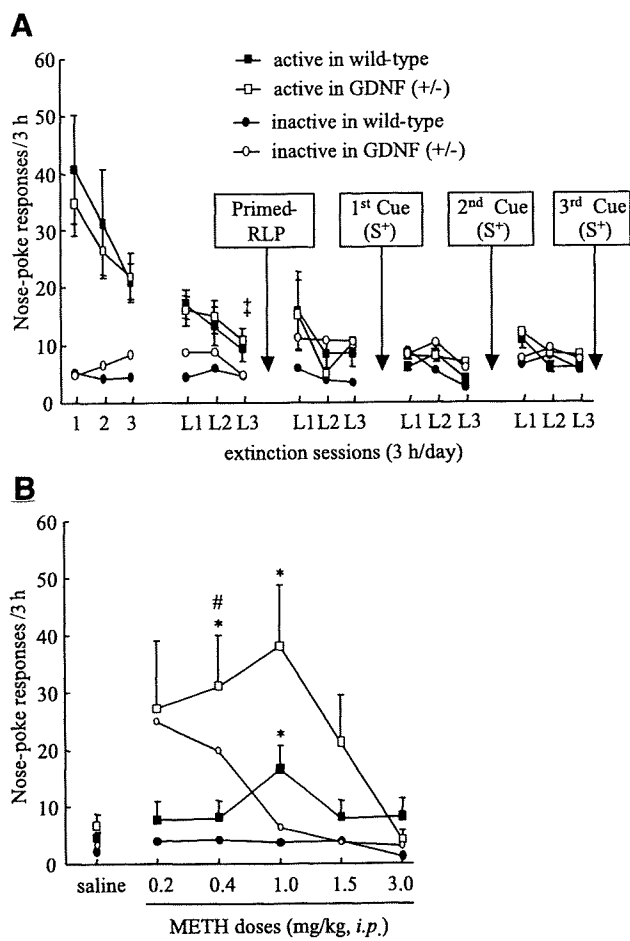 A
60
50
40
30
20
10
0
Nose-poke responses/3 h
active in wild-type
active in GDNF (+/-)
inactive in wild-type
inactive in GDNF (+/-)
Primed-
RLP
1st Cue
(S+)
2nd Cue
(S+)
3rd Cue
(S+)
‡
1 2 3 L1 L2 L3 L1 L2 L3 L1 L2 L3 L1 L2 L3
extinction sessions (3 h/day)
B
60
50
40
30
20
10
0
Nose-poke responses/3 h
#
*
*
*
saline 0.2 0.4 1.0 1.5 3.0
METH doses (mg/kg, i.p.)